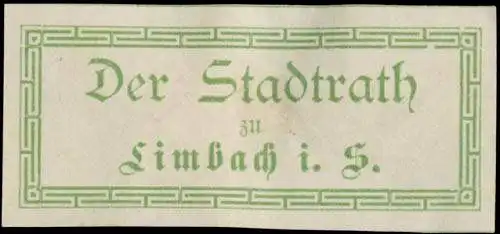 Der Stadtrath
zu
Limbach i. S.